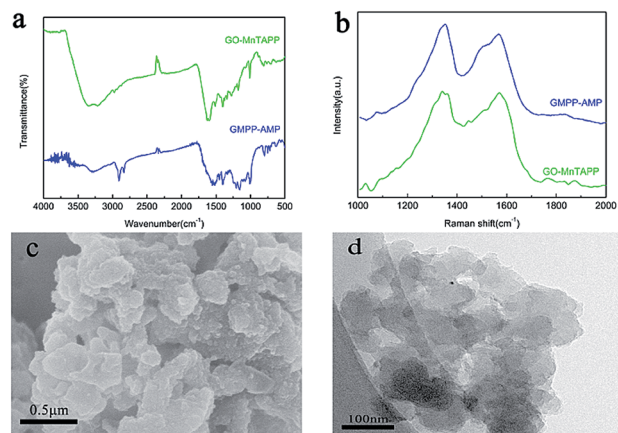 a
GO-MnTAPP
GMPP-AMP
Transmittance(%)
4000 3500 3000 2500 2000 1500 1000 500
Wavenumber(cm-1)
b
GMPP-AMP
GO-MnTAPP
Intensity(a.u.)
1000 1200 1400 1600 1800 2000
Raman shift(cm-1)
c
0.5μm
d
100nm